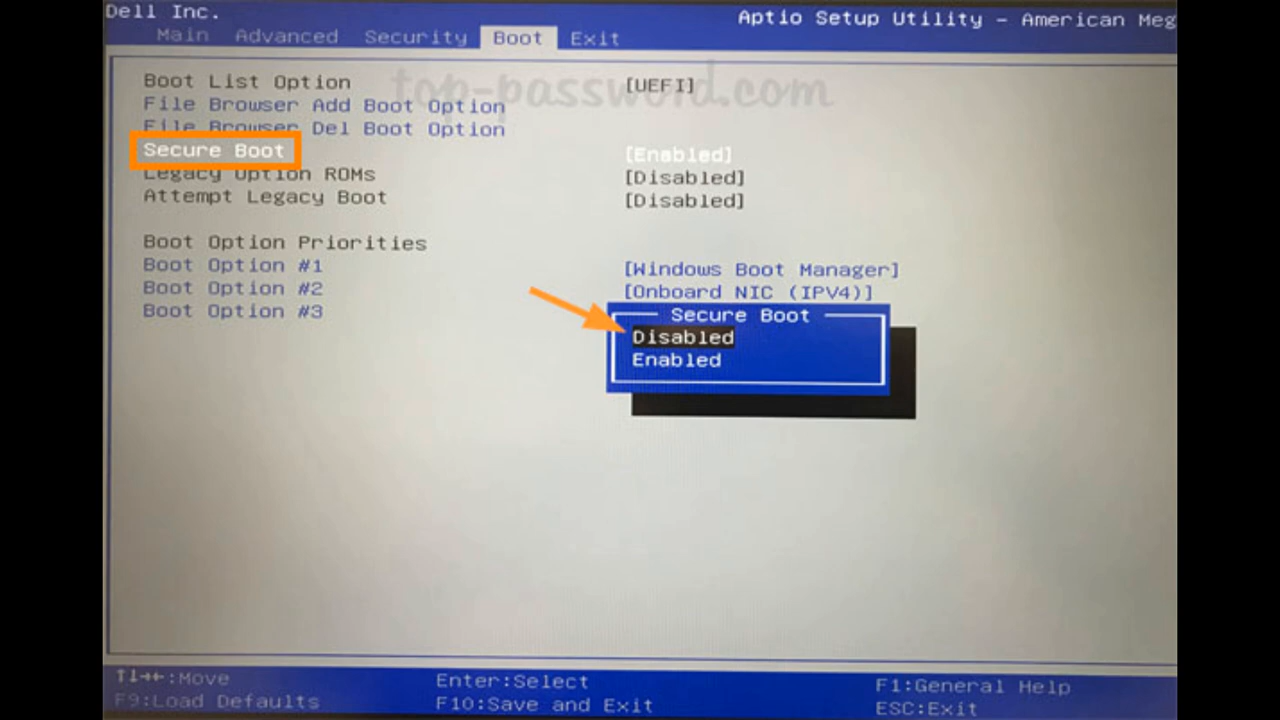 Dell Inc.
Aptio Setup Utility - American Meg
Main Advanced Security Boot Exit
top-password.com
Boot List Option [UEFI]
File Browser Add Boot Option
File Browser Del Boot Option
Secure Boot [Enabled]
Legacy Option ROMs [Disabled]
Attempt Legacy Boot [Disabled]
Boot Option Priorities
Boot Option #1 [Windows Boot Manager]
Boot Option #2 [Onboard NIC (IPV4)]
Boot Option #3
Secure Boot
Disabled
Enabled
↑↓→←:Move Enter:Select F1:General Help
F9:Load Defaults F10:Save and Exit ESC:Exit